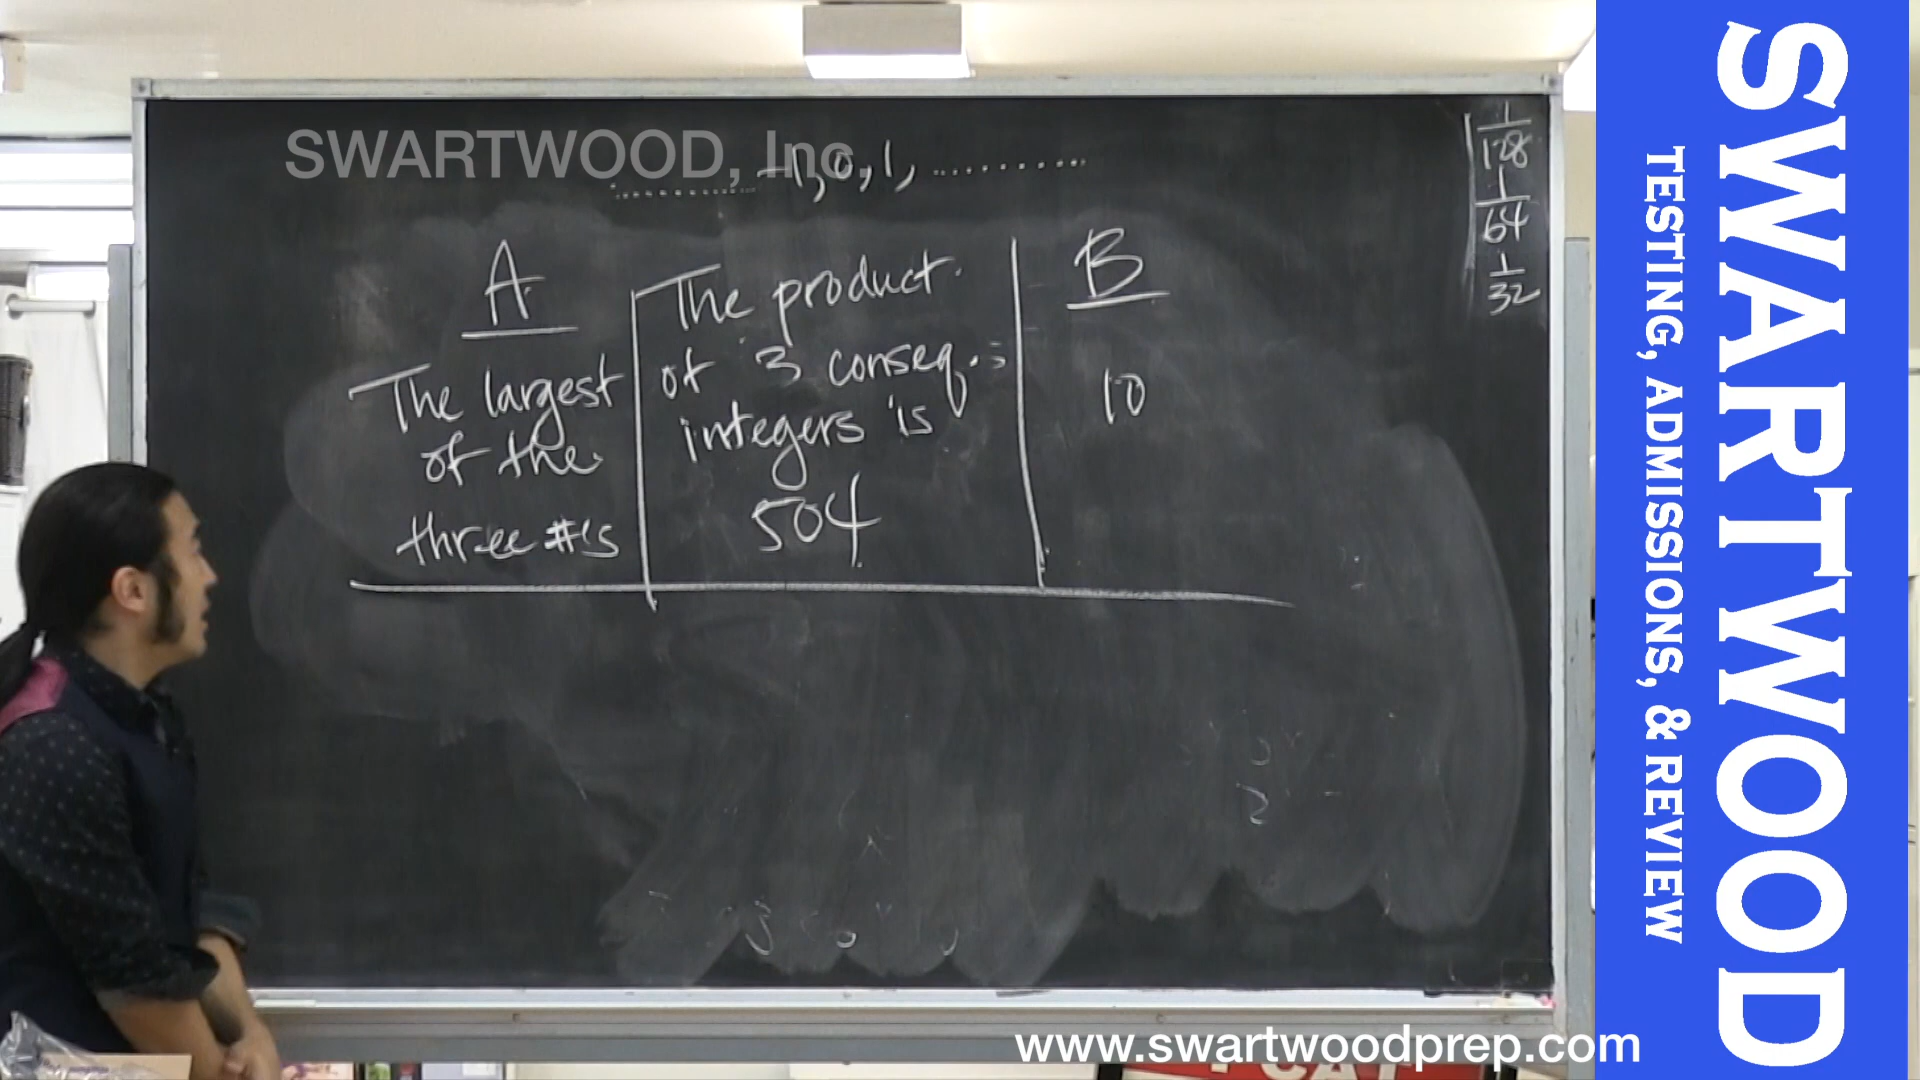 SWARTWOOD, Inc.
........., -1, 0, 1, ..........
A
The largest
of the
three #'s
The product
of 3 conseq.
integers is
504
B
10
1
128
1
64
1
32
2
SWARTWOOD
TESTING, ADMISSIONS, & REVIEW
www.swartwoodprep.com